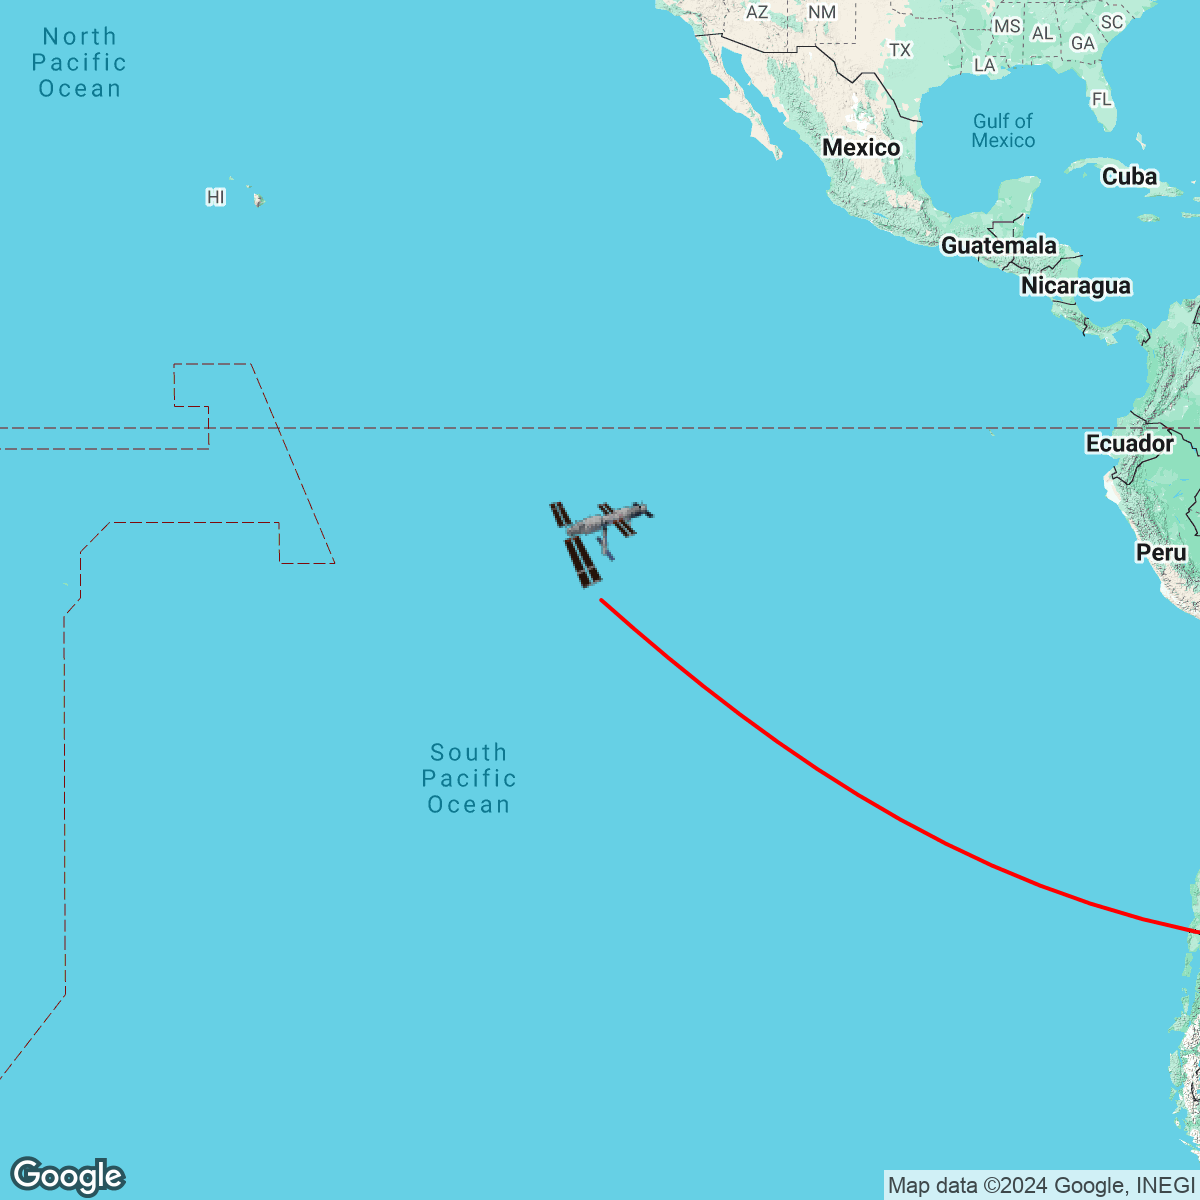 North
Pacific
Ocean
AZ
NM
TX
MS
AL
SC
GA
LA
FL
Gulf of
Mexico
Mexico
Cuba
HI
Guatemala
Nicaragua
Ecuador
Peru
South
Pacific
Ocean
Google
Map data ©2024 Google, INEGI